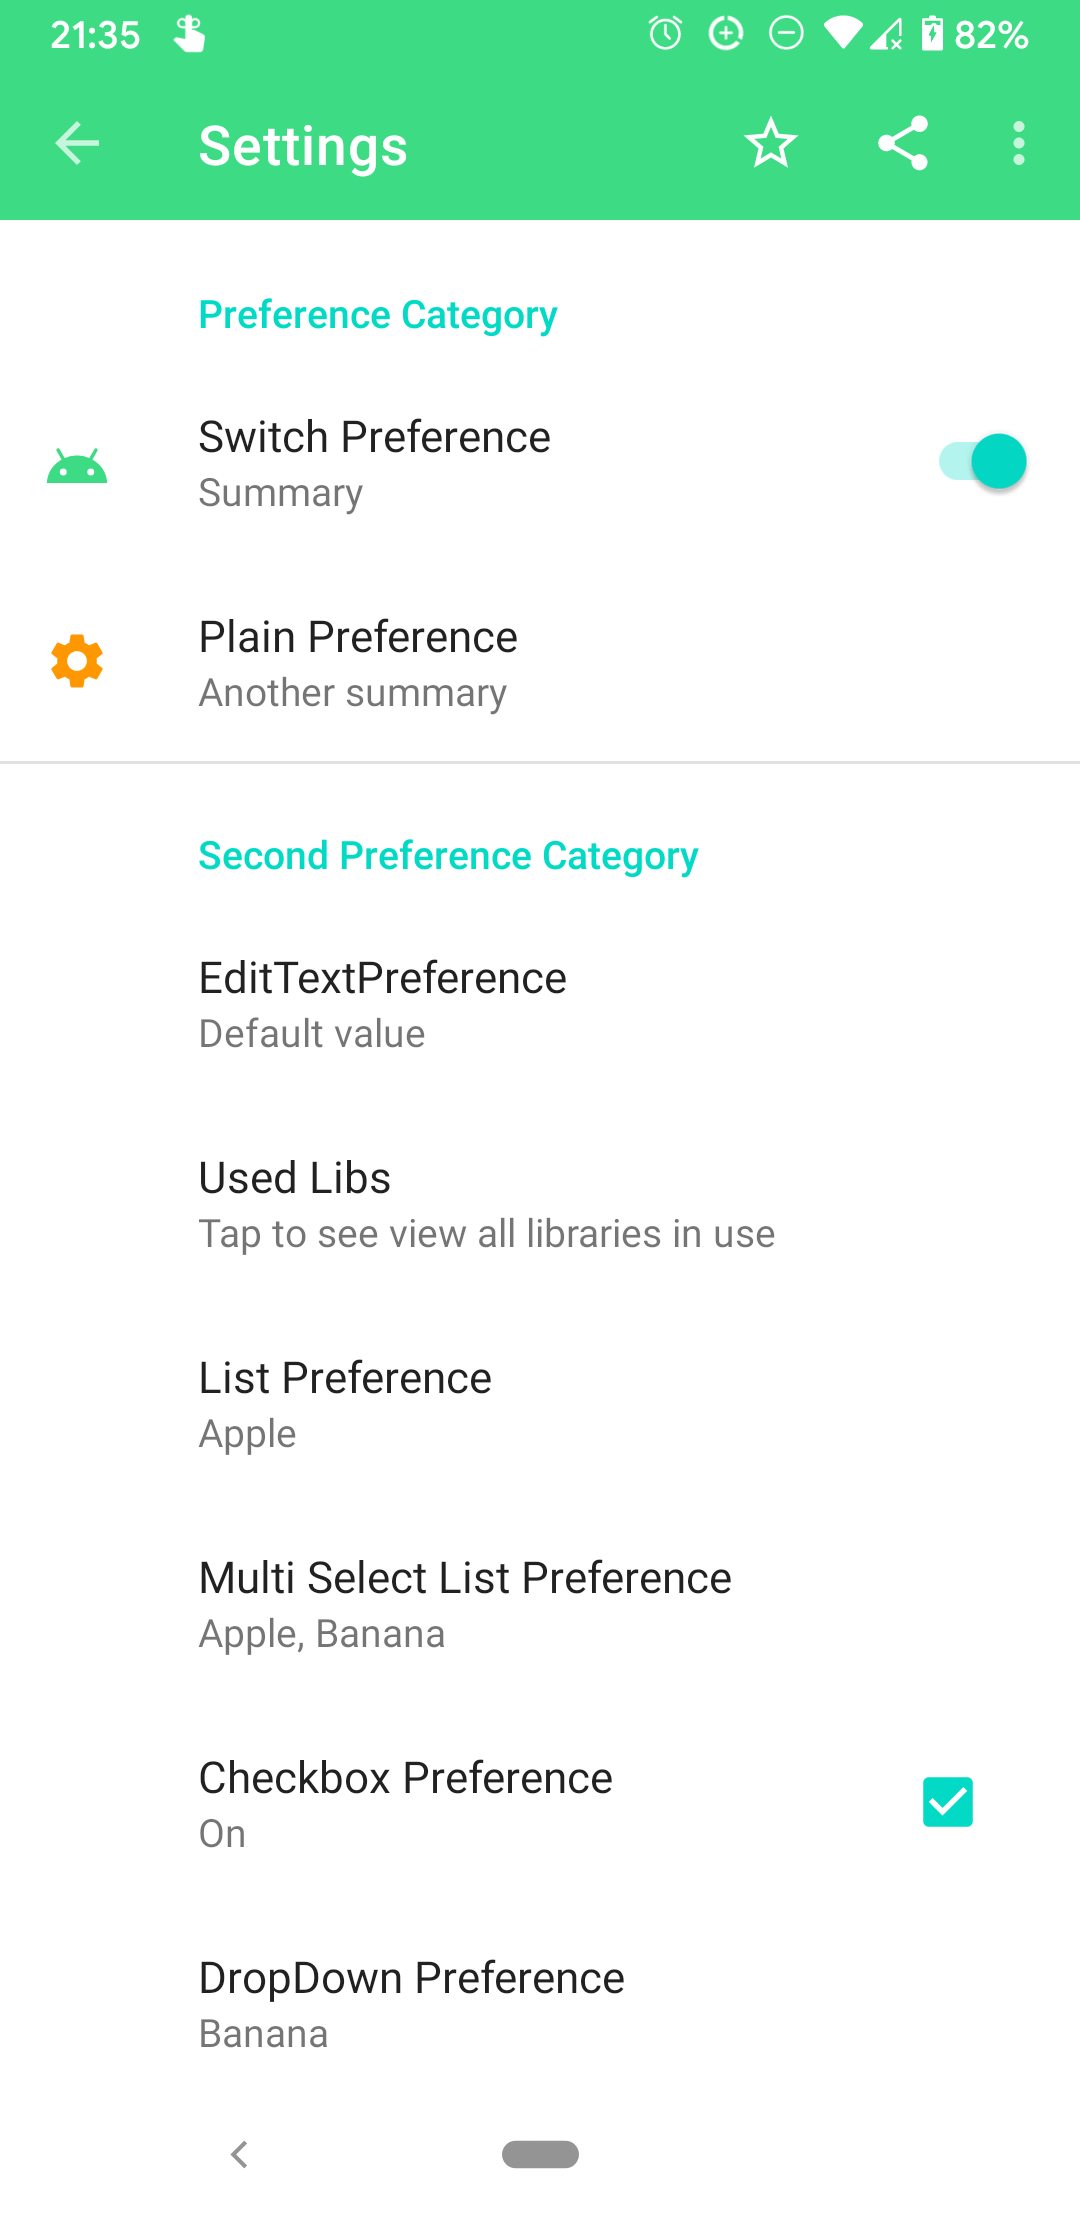 21:35 82%
Settings
Preference Category
Switch Preference
Summary
Plain Preference
Another summary
Second Preference Category
EditTextPreference
Default value
Used Libs
Tap to see view all libraries in use
List Preference
Apple
Multi Select List Preference
Apple, Banana
Checkbox Preference
On
DropDown Preference
Banana